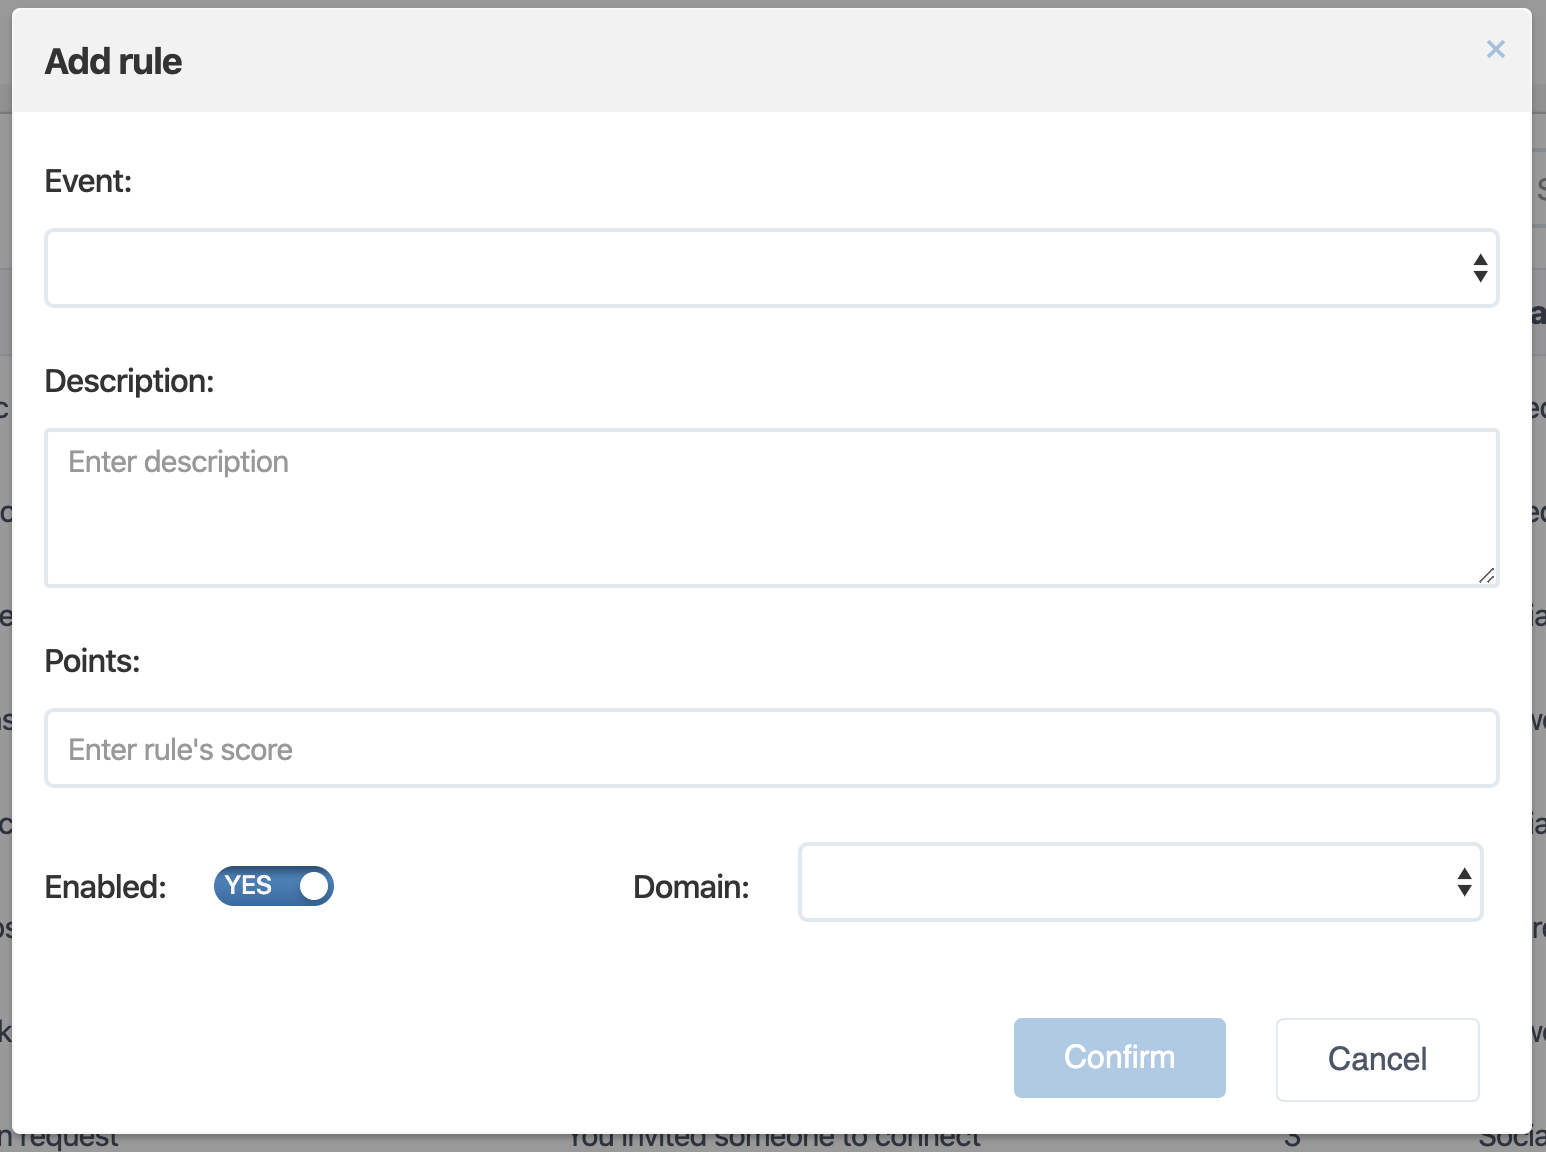 Add rule
×
Event:
Description:
Enter description
Points:
Enter rule's score
Enabled:
YES
Domain:
Confirm
Cancel
request
You invited someone to connect
3